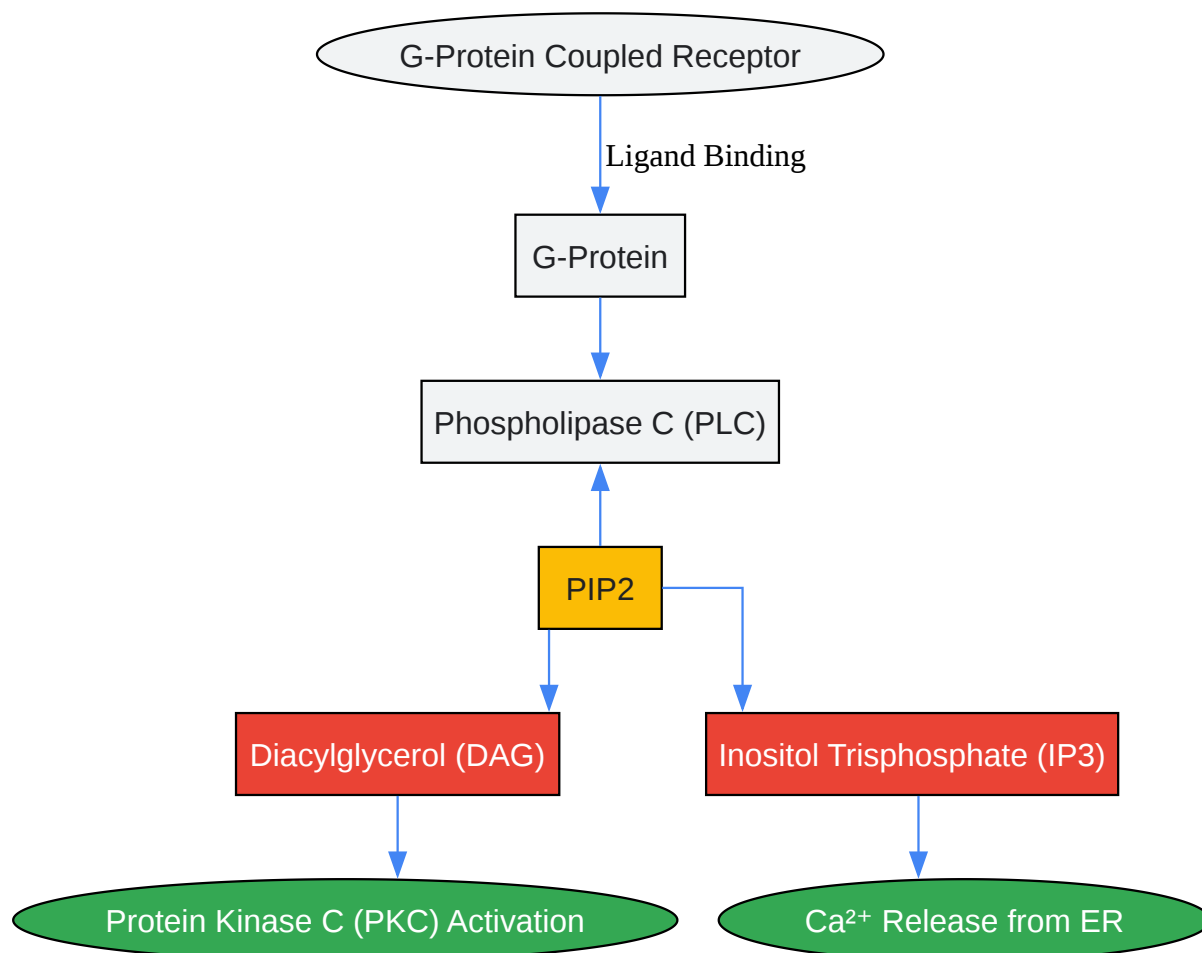 G-Protein Coupled Receptor
Ligand Binding
G-Protein
Phospholipase C (PLC)
PIP2
Diacylglycerol (DAG)
Inositol Trisphosphate (IP3)
Protein Kinase C (PKC) Activation
Ca²⁺ Release from ER